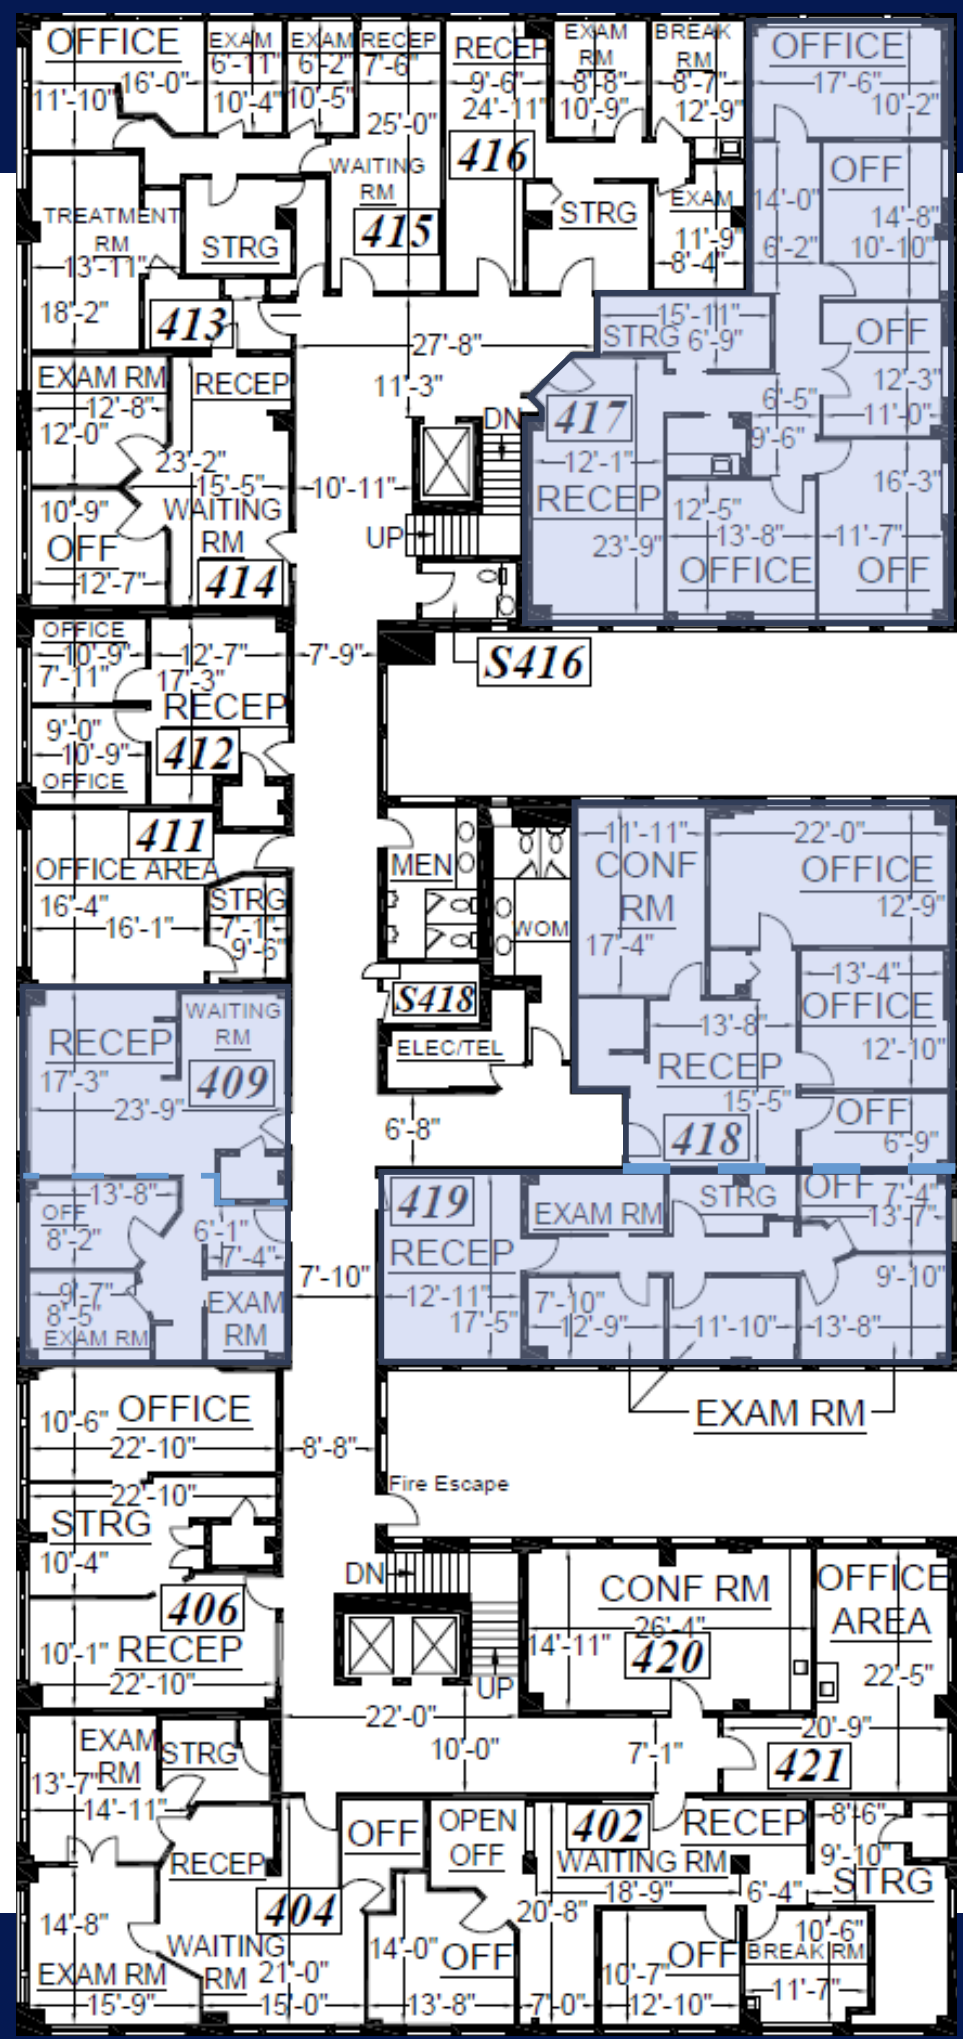 OFFICE
16'-0"
11'-10"
EXAM
6'-11"
10'-4"
EXAM
6'-2"
10'-5"
RECEP
7'-6"
25'-0"
WAITING
RM
415
RECEP
9'-6"
24'-11"
416
EXAM
RM
8'-8"
10'-9"
BREAK
RM
8'-7"
12'-9"
OFFICE
17'-6"
10'-2"
TREATMENT
RM
13'-11"
18'-2"
STRG
413
STRG
EXAM
11'-9"
8'-4"
14'-0"
6'-2"
OFF
14'-8"
10'-10"
27'-8"
11'-3"
15'-11"
STRG
6'-9"
OFF
12'-3"
11'-0"
EXAM RM
12'-8"
12'-0"
RECEP
23'-2"
15'-5"
WAITING
RM
414
10'-9"
OFF
12'-7"
10'-11"
DN
UP
417
12'-1"
RECEP
23'-9"
6'-5"
9'-6"
12'-5"
13'-8"
OFFICE
16'-3"
11'-7"
OFF
S416
OFFICE
10'-9"
7'-11"
12'-7"
17'-3"
RECEP
412
7'-9"
9'-0"
10'-9"
OFFICE
411
OFFICE AREA
16'-4"
16'-1"
STRG
7'-1"
9'-6"
MEN
WOM
S418
ELEC/TEL
6'-8"
11'-11"
CONF
RM
17'-4"
22'-0"
OFFICE
12'-9"
13'-4"
OFFICE
12'-10"
13'-8"
RECEP
15'-5"
418
OFF
6'-9"
RECEP
17'-3"
23'-9"
WAITING
RM
409
13'-8"
OFF
8'-2"
6'-1"
7'-4"
9'-7"
8'-5"
EXAM RM
EXAM
RM
7'-10"
419
RECEP
12'-11"
17'-5"
EXAM RM
STRG
OFF
7'-4"
13'-7"
7'-10"
12'-9"
11'-10"
9'-10"
13'-8"
EXAM RM
10'-6"
OFFICE
22'-10"
8'-8"
Fire Escape
22'-10"
STRG
10'-4"
406
10'-1"
RECEP
22'-10"
DN
UP
22'-0"
10'-0"
CONF RM
26'-4"
14'-11"
420
7'-1"
OFFICE
AREA
22'-5"
20'-9"
421
EXAM
RM
13'-7"
14'-11"
STRG
RECEP
404
14'-8"
EXAM RM
15'-9"
WAITING
RM
21'-0"
15'-0"
OFF
14'-0"
OFF
13'-8"
OPEN
OFF
402
RECEP
WAITING RM
18'-9"
6'-4"
20'-8"
7'-0"
10'-7"
OFF
12'-10"
8'-6"
9'-10"
STRG
10'-6"
BREAK RM
11'-7"